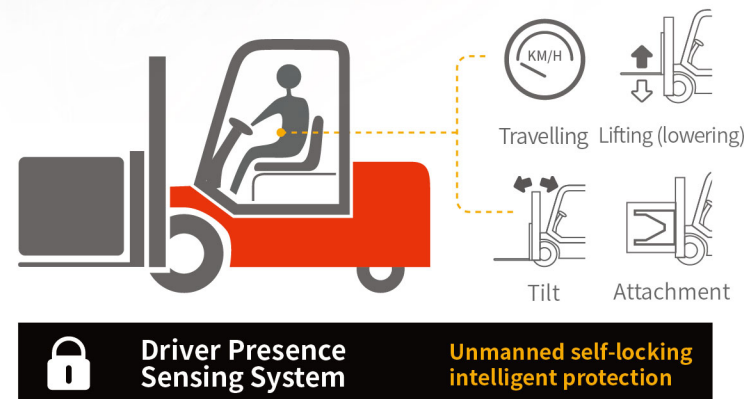 KM/H
Travelling
Lifting (lowering)
Tilt
Attachment
Driver Presence
Sensing System
Unmanned self-locking
intelligent protection